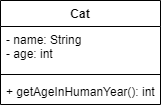 Cat
- name: String
- age: int
+ getAgeInHumanYear(): int